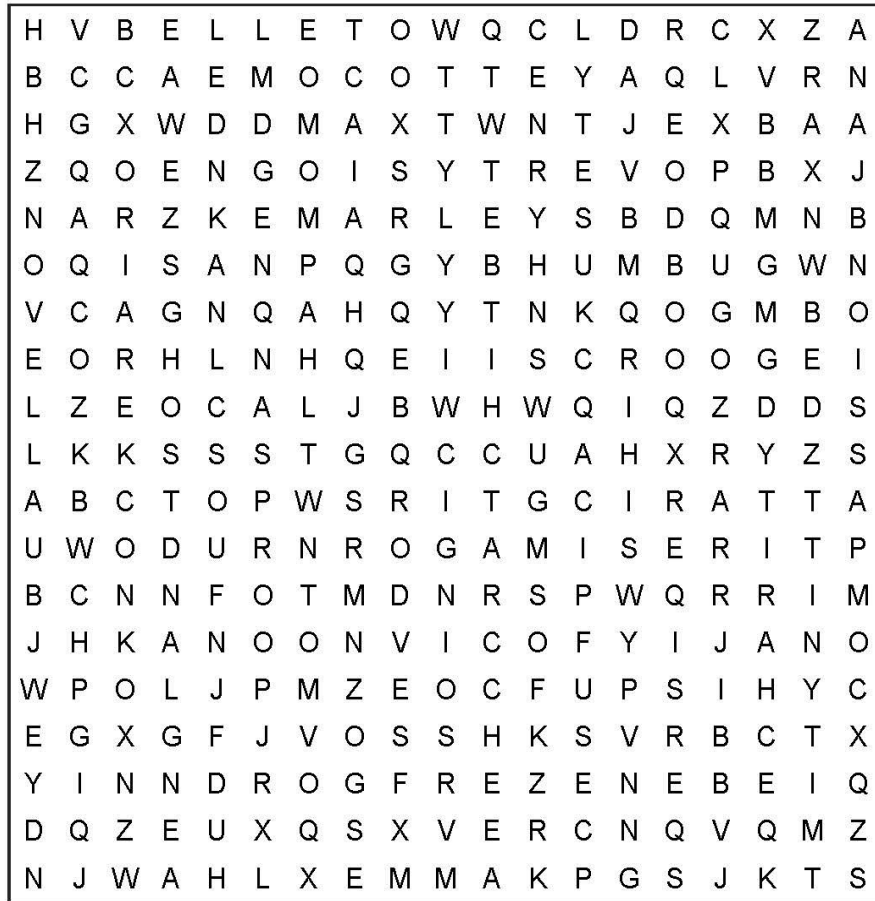 H V B E L L E T O W Q C L D R C X Z A
B C C A E M O C O T T E Y A Q L V R N
H G X W D D M A X T W N T J E X B A A
Z Q O E N G O I S Y T R E V O P B X J
N A R Z K E M A R L E Y S B D Q M N B
O Q I S A N P Q G Y B H U M B U G W N
V C A G N Q A H Q Y T N K Q O G M B O
E O R H L N H Q E I I S C R O O G E I
L Z E O C A L J B W H W Q I Q Z D D S
L K K S S S T G Q C C U A H X R Y Z S
A B C T O P W S R I T G C I R A T T A
U W O D U R N R O G A M I S E R I T P
B C N N F O T M D N R S P W Q R R I M
J H K A N O O N V I C O F Y I J A N O
W P O L J P M Z E O C F U P S I H Y C
E G X G F J V O S S H K S V R B C T X
Y I N N D R O G F R E Z E N E B E I Q
D Q Z E U X Q S X V E R C N Q V Q M Z
N J W A H L X E M M A K P G S J K T S